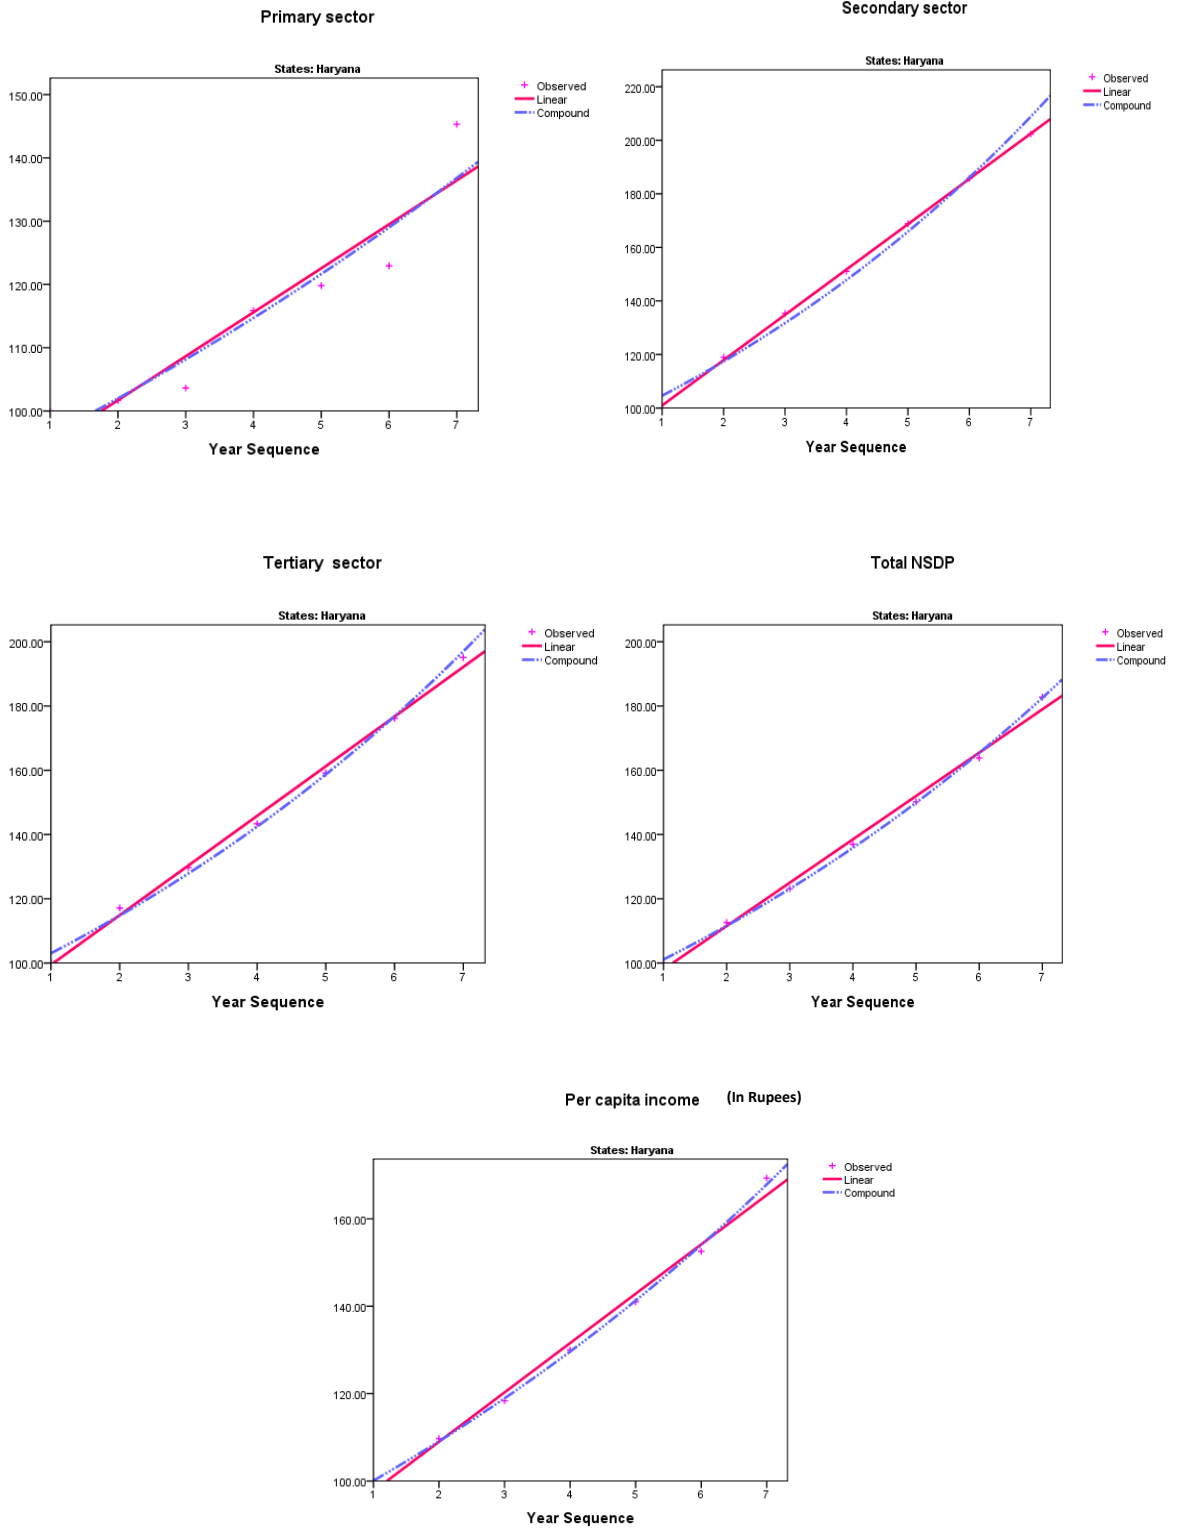 Primary sector
States: Haryana
Observed
Linear
Compound
150.00
140.00
130.00
120.00
110.00
100.00
1 2 3 4 5 6 7
Year Sequence
Secondary sector
States: Haryana
Observed
Linear
Compound
220.00
200.00
180.00
160.00
140.00
120.00
100.00
1 2 3 4 5 6 7
Year Sequence
Tertiary sector
States: Haryana
Observed
Linear
Compound
200.00
180.00
160.00
140.00
120.00
100.00
1 2 3 4 5 6 7
Year Sequence
Total NSDP
States: Haryana
Observed
Linear
Compound
200.00
180.00
160.00
140.00
120.00
100.00
1 2 3 4 5 6 7
Year Sequence
Per capita income (In Rupees)
States: Haryana
Observed
Linear
Compound
160.00
140.00
120.00
100.00
1 2 3 4 5 6 7
Year Sequence